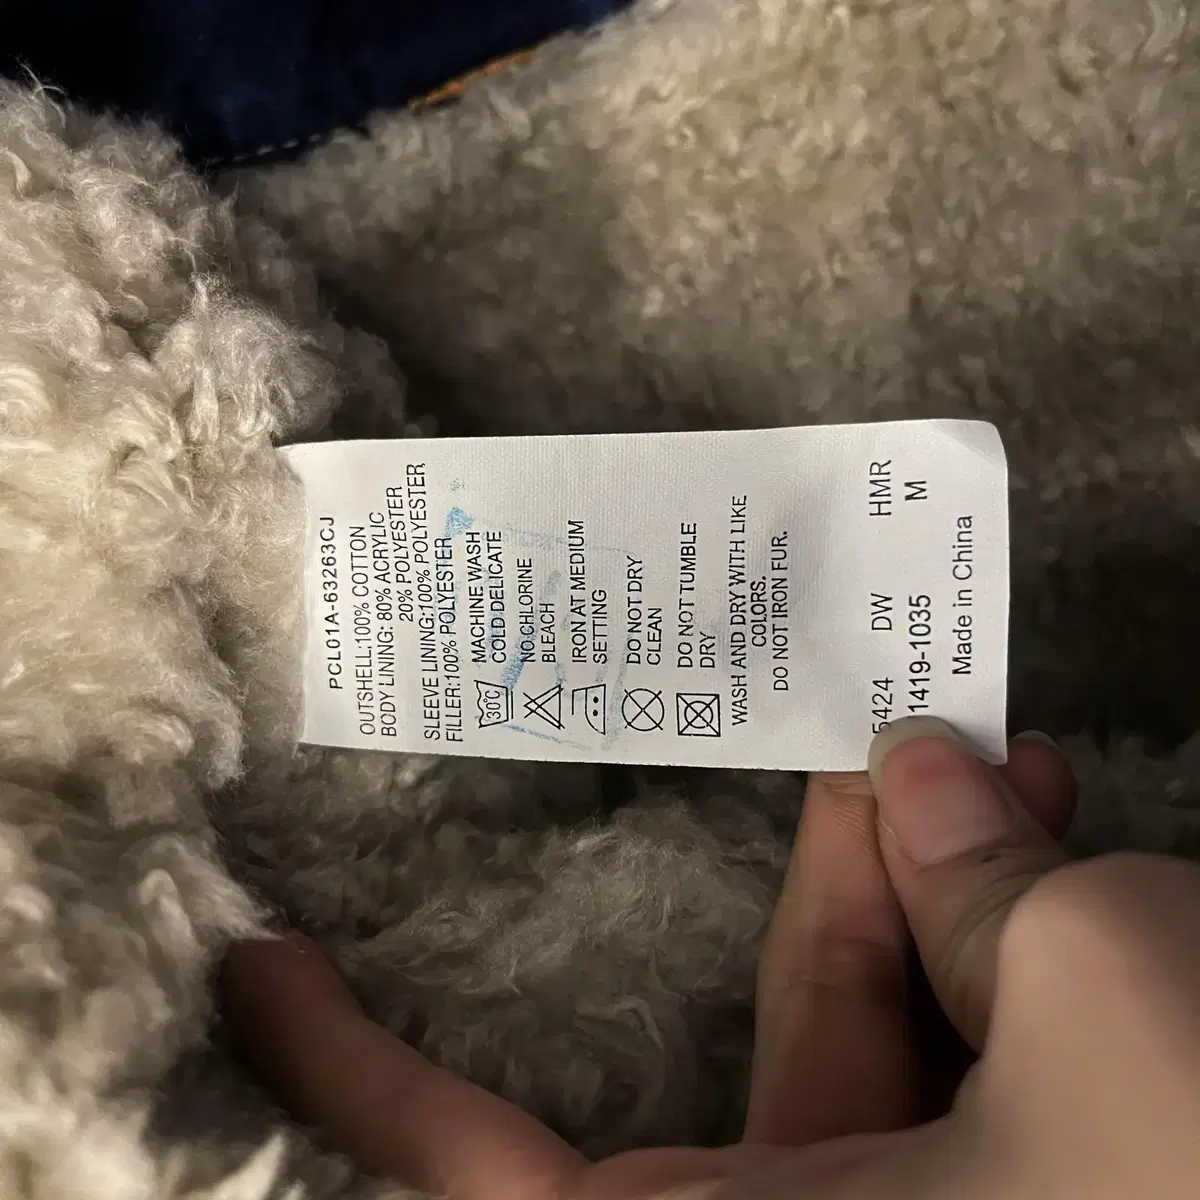 PCL01A-63263CJ
OUTSHELL:100% COTTON
BODY LINING: 80% ACRYLIC
20% POLYESTER
SLEEVE LINING:100% POLYESTER
FILLER:100% POLYESTER
30°C
MACHINE WASH
COLD DELICATE
NO CHLORINE
BLEACH
IRON AT MEDIUM
SETTING
DO NOT DRY
CLEAN
DO NOT TUMBLE
DRY
WASH AND DRY WITH LIKE
COLORS.
DO NOT IRON FUR.
5424 DW HMR
1419-1035 M
Made in China